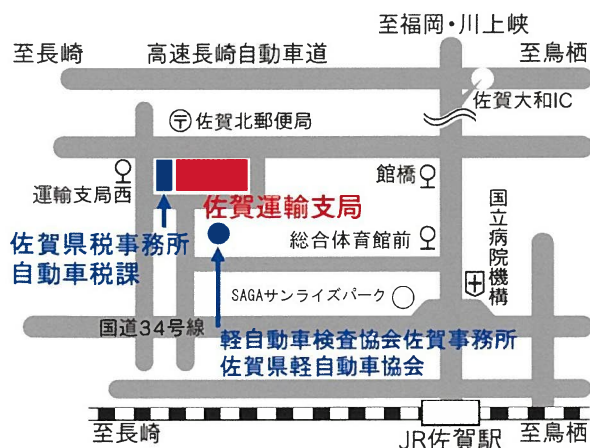 至福岡・川上峡
至長崎
高速長崎自動車道
至鳥栖
佐賀大和IC
〒佐賀北郵便局
運輸支局西
館橋
佐賀運輸支局
国立病院機構
佐賀県税事務所
自動車税課
総合体育館前
SAGAサンライズパーク
国道34号線
軽自動車検査協会佐賀事務所
佐賀県軽自動車協会
至長崎
JR佐賀駅
至鳥栖